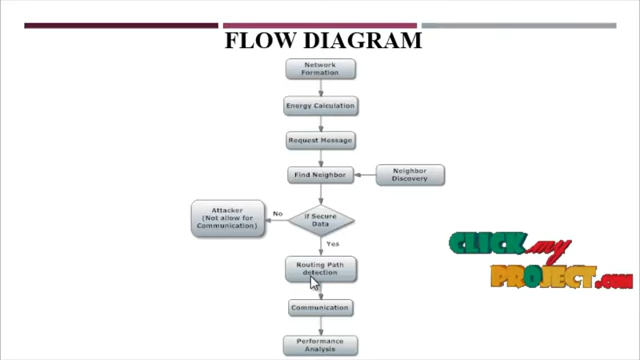 FLOW DIAGRAM
Network
Formation
Energy Calculation
Request Message
Find Neighbor
Neighbor
Discovery
Attacker
(Not allow for
Communication)
No
if Secure
Data
Yes
Routing Path
detection
Communication
Performance
Analysis
CLICK my
PROJECT.COM